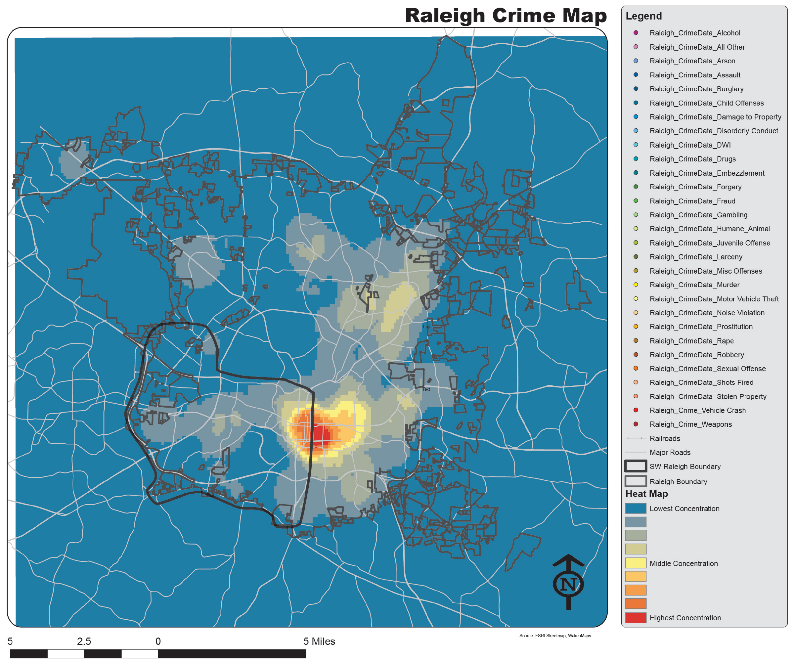 Raleigh Crime Map
Legend
Raleigh_CrimeData_Alcohol
Raleigh_CrimeData_All Other
Raleigh_CrimeData_Arson
Raleigh_CrimeData_Assault
Raleigh_CrimeData_Burglary
Raleigh_CrimeData_Child Offenses
Raleigh_CrimeData_Damage to Property
Raleigh_CrimeData_Disorderly Conduct
Raleigh_CrimeData_DWI
Raleigh_CrimeData_Drugs
Raleigh_CrimeData_Embezzlement
Raleigh_CrimeData_Forgery
Raleigh_CrimeData_Fraud
Raleigh_CrimeData_Gambling
Raleigh_CrimeData_Humane_Animal
Raleigh_CrimeData_Juvenile Offense
Raleigh_CrimeData_Larceny
Raleigh_CrimeData_Misc Offenses
Raleigh_CrimeData_Murder
Raleigh_CrimeData_Motor Vehicle Theft
Raleigh_CrimeData_Noise Violation
Raleigh_CrimeData_Prostitution
Raleigh_CrimeData_Rape
Raleigh_CrimeData_Robbery
Raleigh_CrimeData_Sexual Offense
Raleigh_CrimeData_Shots Fired
Raleigh_CrimeData_Stolen Property
Raleigh_Crime_Vehicle Crash
Raleigh_Crime_Weapons
Railroads
Major Roads
SW Raleigh Boundary
Raleigh Boundary
Heat Map
Lowest Concentration
Middle Concentration
Highest Concentration
N
5 2.5 0 5 Miles